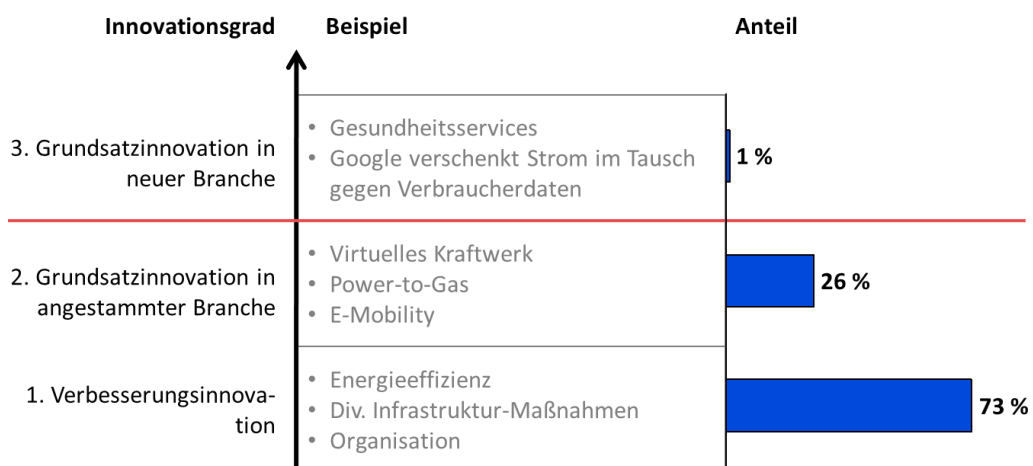 Innovationsgrad Beispiel Anteil
3. Grundsatzinnovation in
neuer Branche
• Gesundheitsservices
• Google verschenkt Strom im Tausch
gegen Verbraucherdaten
1 %
2. Grundsatzinnovation in
angestammter Branche
• Virtuelles Kraftwerk
• Power-to-Gas
• E-Mobility
26 %
1. Verbesserungsinnova-
tion
• Energieeffizienz
• Div. Infrastruktur-Maßnahmen
• Organisation
73 %